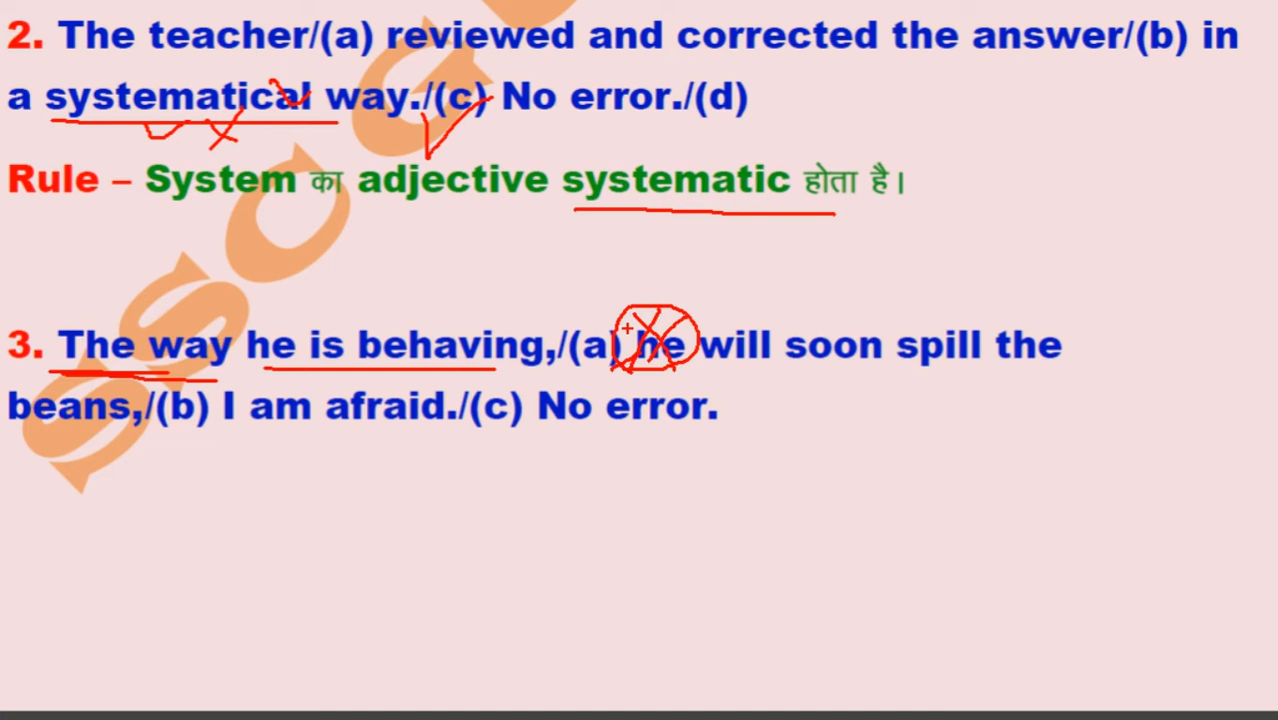 2. The teacher/(a) reviewed and corrected the answer/(b) in
a systematical way./(c) No error./(d)
Rule – System का adjective systematic होता है।
3. The way he is behaving,/(a) he will soon spill the
beans,/(b) I am afraid./(c) No error.
SSC G